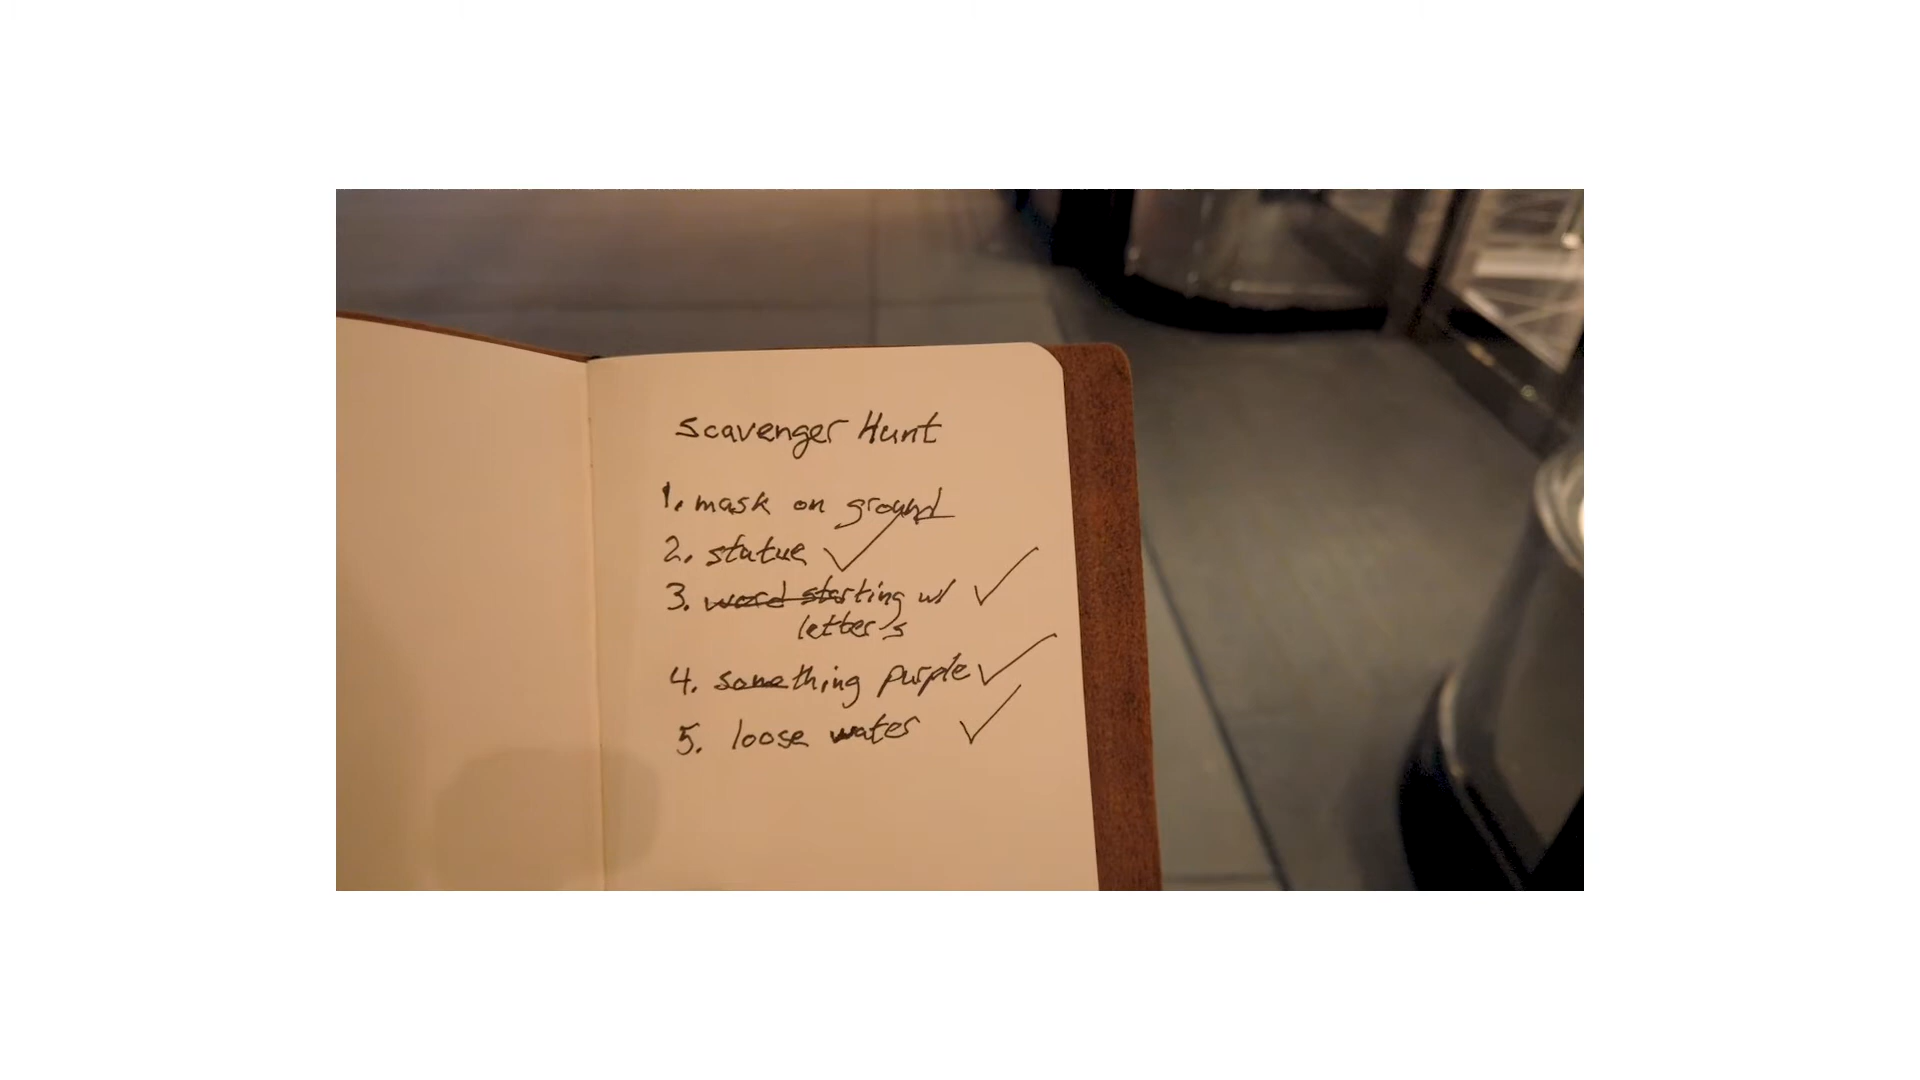 Scavenger Hunt
1. mask on ground
2. statue ✓
3. word starting w/ ✓
letter s
4. something purple ✓
5. loose water ✓